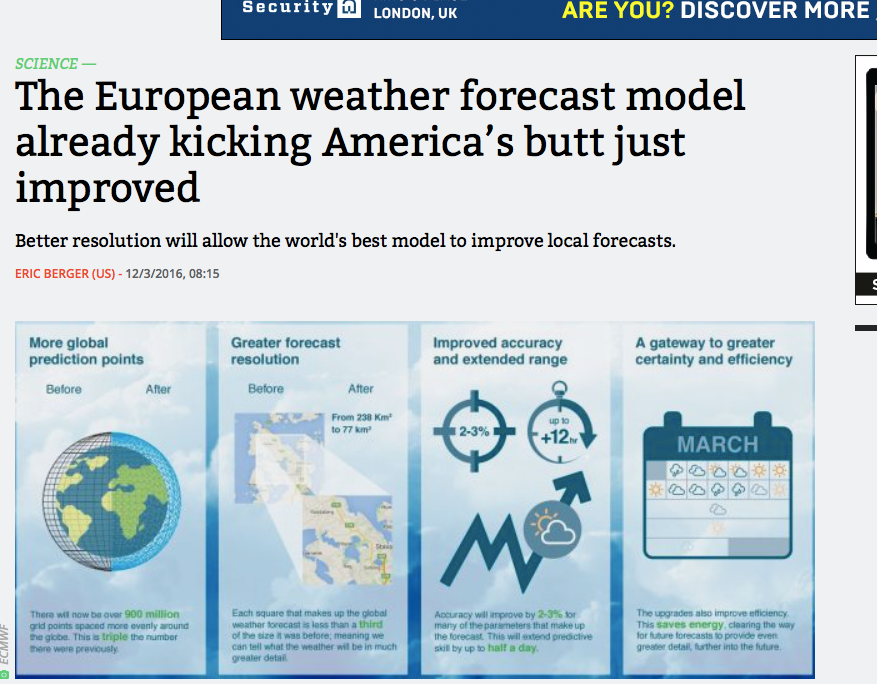 Security
LONDON, UK
ARE YOU? DISCOVER MORE
SCIENCE —
The European weather forecast model
already kicking America's butt just
improved
Better resolution will allow the world's best model to improve local forecasts.
ERIC BERGER (US) - 12/3/2016, 08:15
More global
prediction points
Before After
There will now be over 900 million
grid points spaced more evenly around
the globe. This is triple the number
there were previously.
Greater forecast
resolution
Before After
From 238 Km²
to 77 km²
Each square that makes up the global
weather forecast is less than a third
of the size it was before; meaning we
can tell what the weather will be in much
greater detail.
Improved accuracy
and extended range
2-3%
up to
+12hr
Accuracy will improve by 2-3% for
many of the parameters that make up
the forecast. This will extend predictive
skill by up to half a day.
A gateway to greater
certainty and efficiency
MARCH
The upgrades also improve efficiency.
This saves energy, clearing the way
for future forecasts to provide even
greater detail, further into the future.
ECMWF